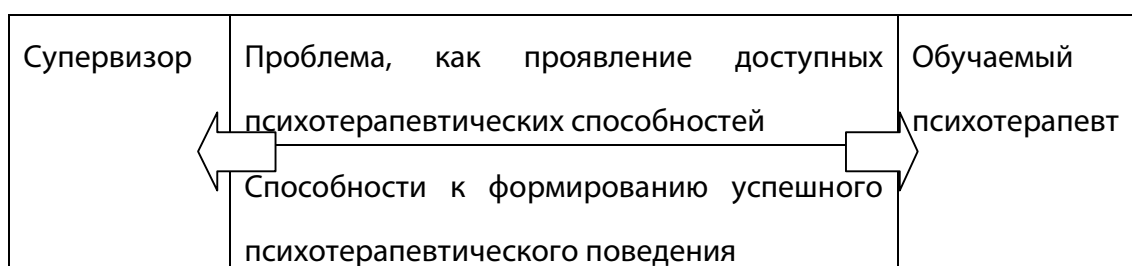 Супервизор
Проблема, как проявление доступных
психотерапевтических способностей
Способности к формированию успешного
психотерапевтического поведения
Обучаемый
психотерапевт